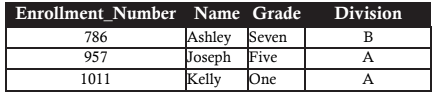 Enrollment_Number Name Grade Division
786 Ashley Seven B
957 Joseph Five A
1011 Kelly One A